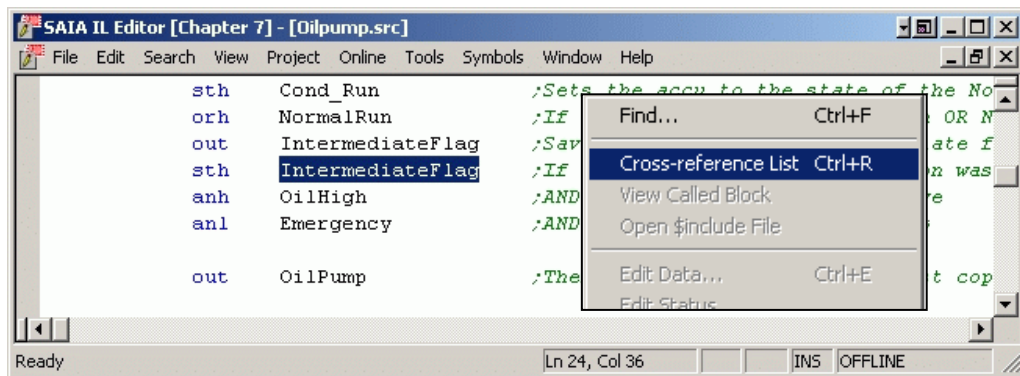 SAIA IL Editor [Chapter 7] - [Oilpump.src]
File Edit Search View Project Online Tools Symbols Window Help
sth Cond_Run ;Sets the accu to the state of the No
orh NormalRun ;If OR N
out IntermediateFlag ;Sav ate f
sth IntermediateFlag ;If n was
anh OilHigh ;AND ve
anl Emergency ;AND
out OilPump ;The t cop
Find... Ctrl+F
Cross-reference List Ctrl+R
View Called Block
Open $include File
Edit Data... Ctrl+E
Edit Status
Ready Ln 24, Col 36 INS OFFLINE